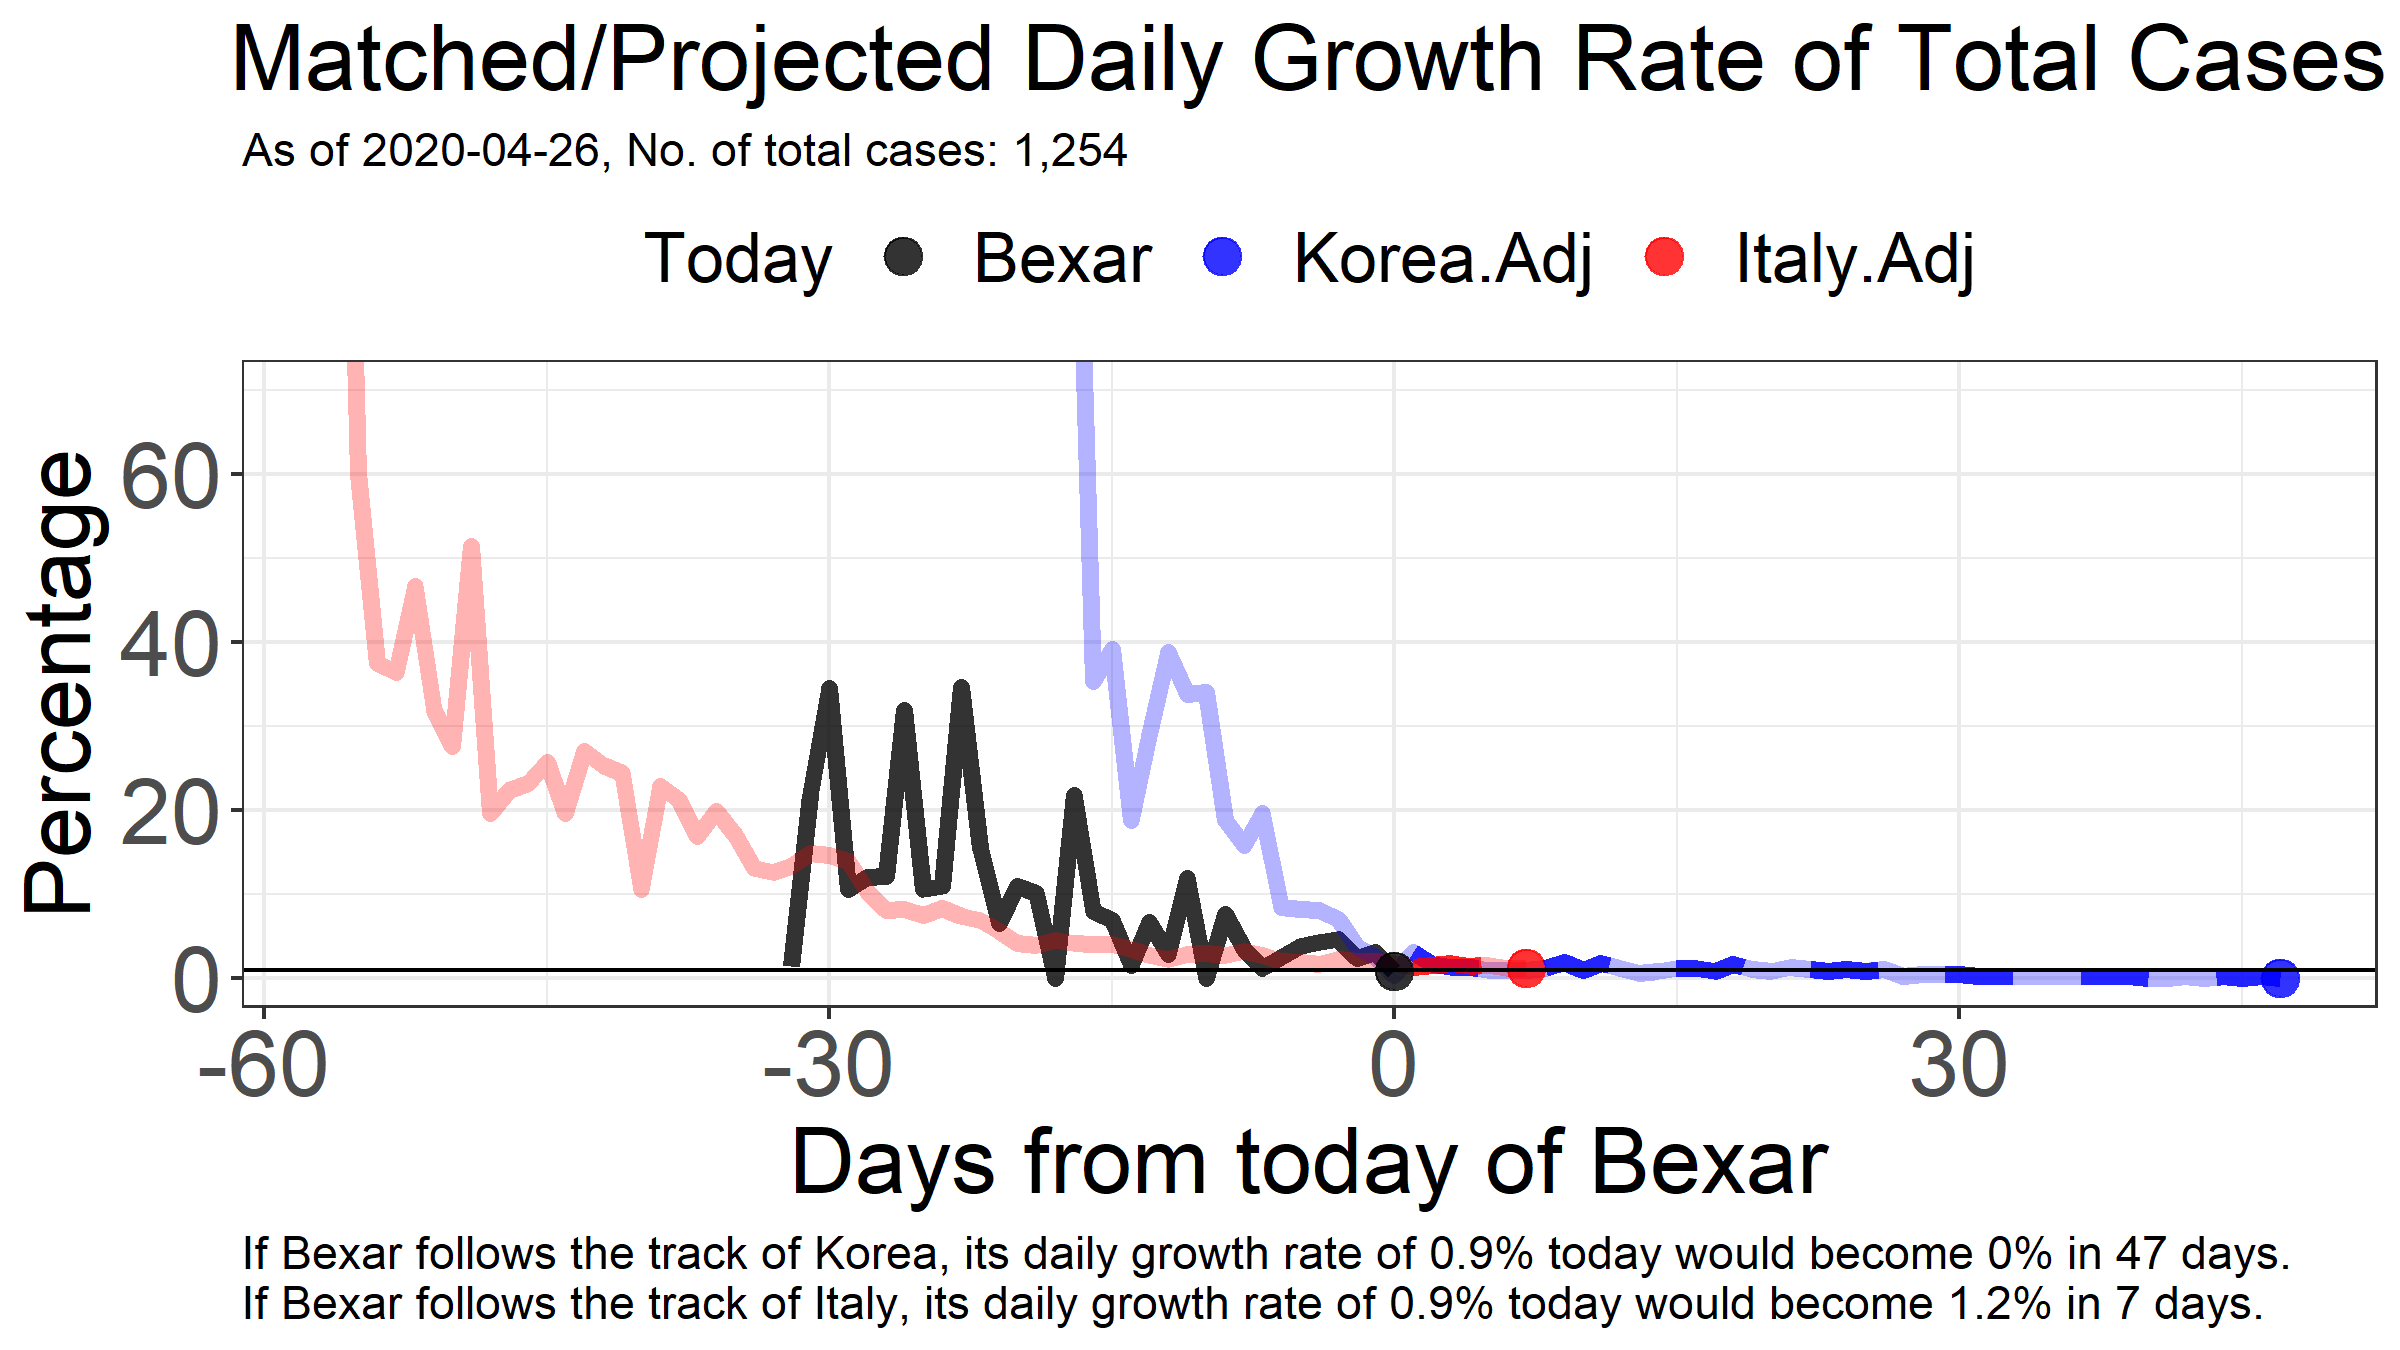 Matched/Projected Daily Growth Rate of Total Cases
As of 2020-04-26, No. of total cases: 1,254
Today Bexar Korea.Adj Italy.Adj
Percentage
60
40
20
0
-60 -30 0 30
Days from today of Bexar
If Bexar follows the track of Korea, its daily growth rate of 0.9% today would become 0% in 47 days.
If Bexar follows the track of Italy, its daily growth rate of 0.9% today would become 1.2% in 7 days.